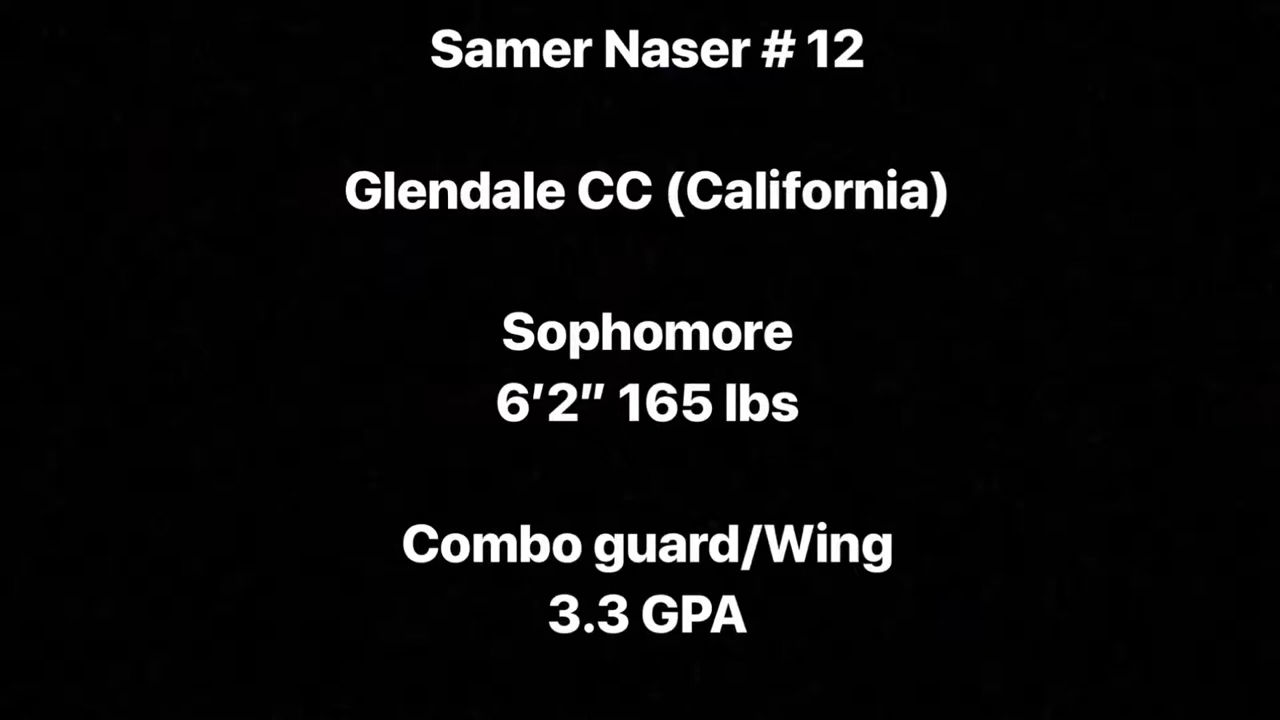 Samer Naser # 12
Glendale CC (California)
Sophomore
6’2” 165 lbs
Combo guard/Wing
3.3 GPA